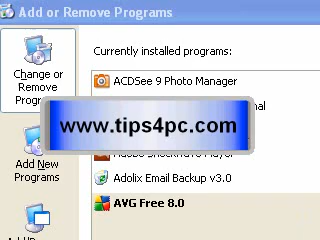 Add or Remove Programs
Change or
Remove
Currently installed programs:
ACDSee 9 Photo Manager
www.tips4pc.com
Add New
Programs
Adolix Email Backup v3.0
AVG Free 8.0